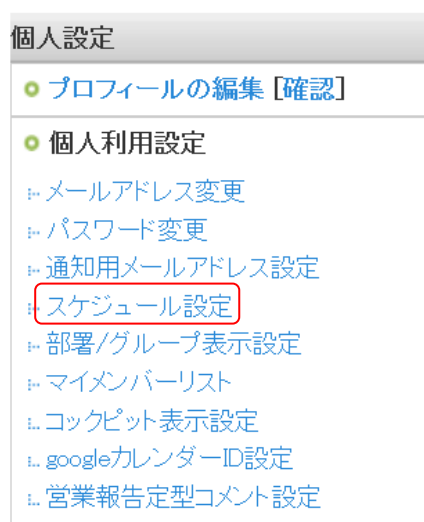 個人設定
プロフィールの編集 [確認]
個人利用設定
メールアドレス変更
パスワード変更
通知用メールアドレス設定
スケジュール設定
部署/グループ表示設定
マイメンバーリスト
コックピット表示設定
googleカレンダーID設定
営業報告定型コメント設定